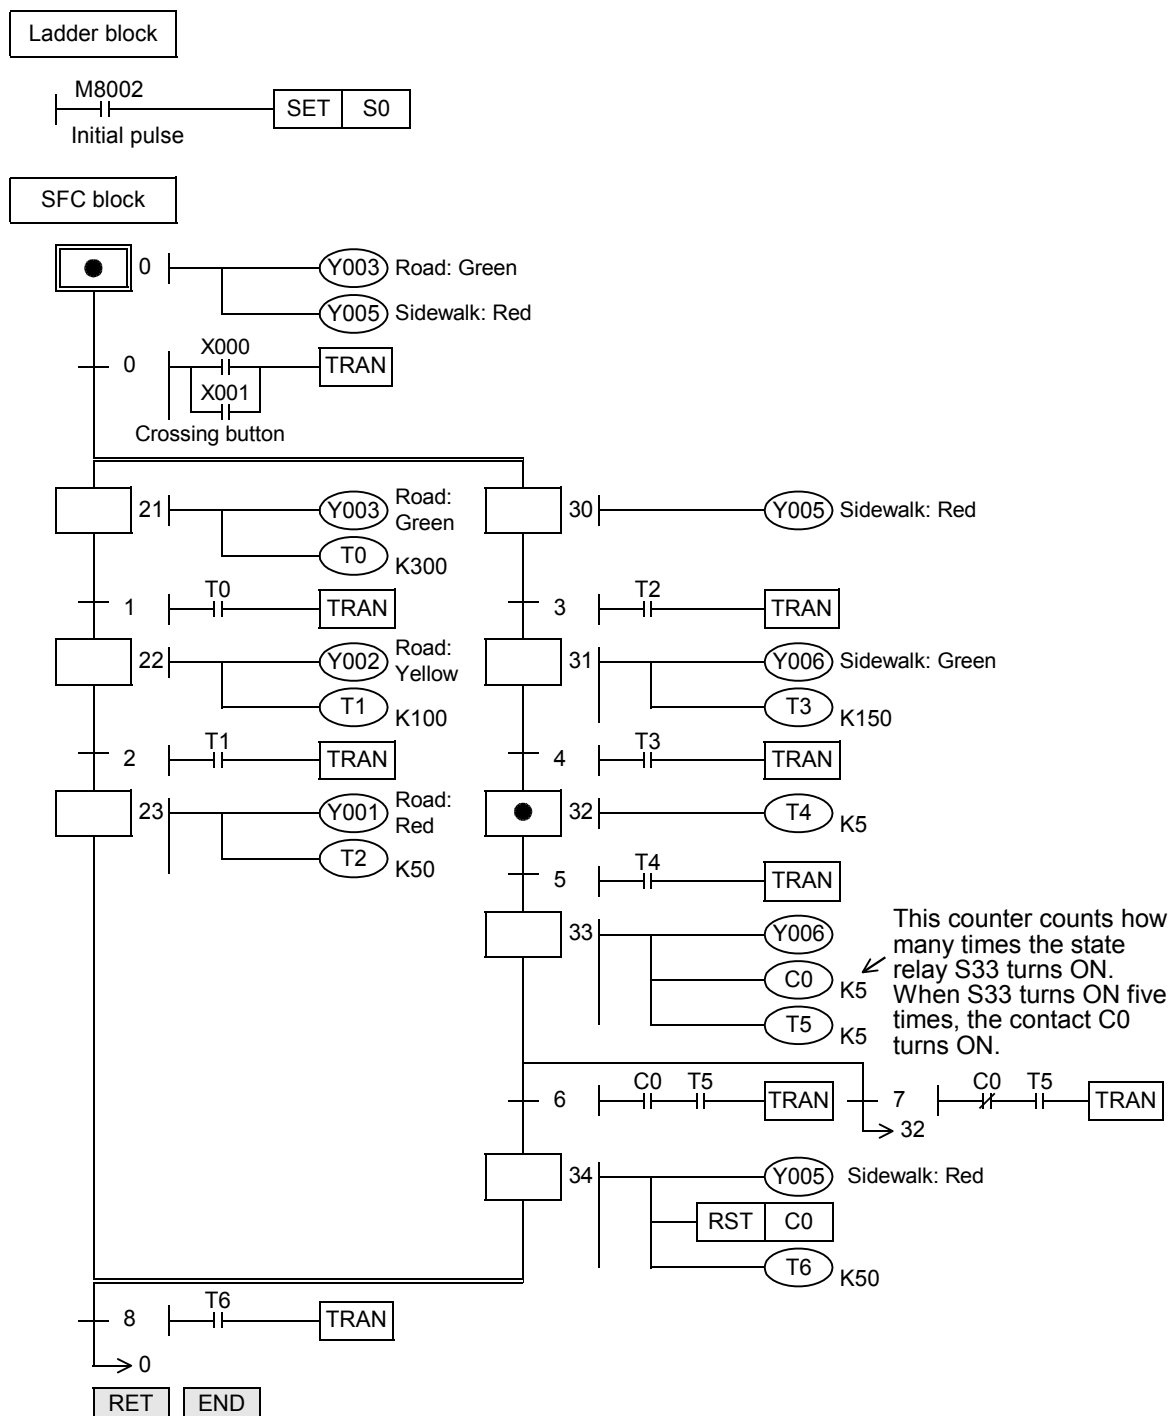 Ladder block
M8002
SET S0
Initial pulse
SFC block
0 Y003 Road: Green
Y005 Sidewalk: Red
0 X000 TRAN
X001
Crossing button
21 Y003 Road:
Green
T0 K300
30 Y005 Sidewalk: Red
1 T0 TRAN
3 T2 TRAN
22 Y002 Road:
Yellow
T1 K100
31 Y006 Sidewalk: Green
T3 K150
2 T1 TRAN
4 T3 TRAN
23 Y001 Road:
Red
T2 K50
32 T4 K5
5 T4 TRAN
33 Y006
C0 K5
T5 K5
This counter counts how
many times the state
relay S33 turns ON.
When S33 turns ON five
times, the contact C0
turns ON.
6 C0 T5 TRAN
7 C0 T5 TRAN
32
34 Y005 Sidewalk: Red
RST C0
T6 K50
8 T6 TRAN
0
RET END